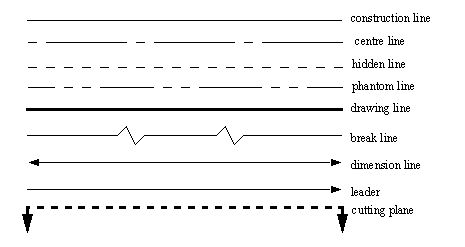 construction line
centre line
hidden line
phantom line
drawing line
break line
dimension line
leader
cutting plane